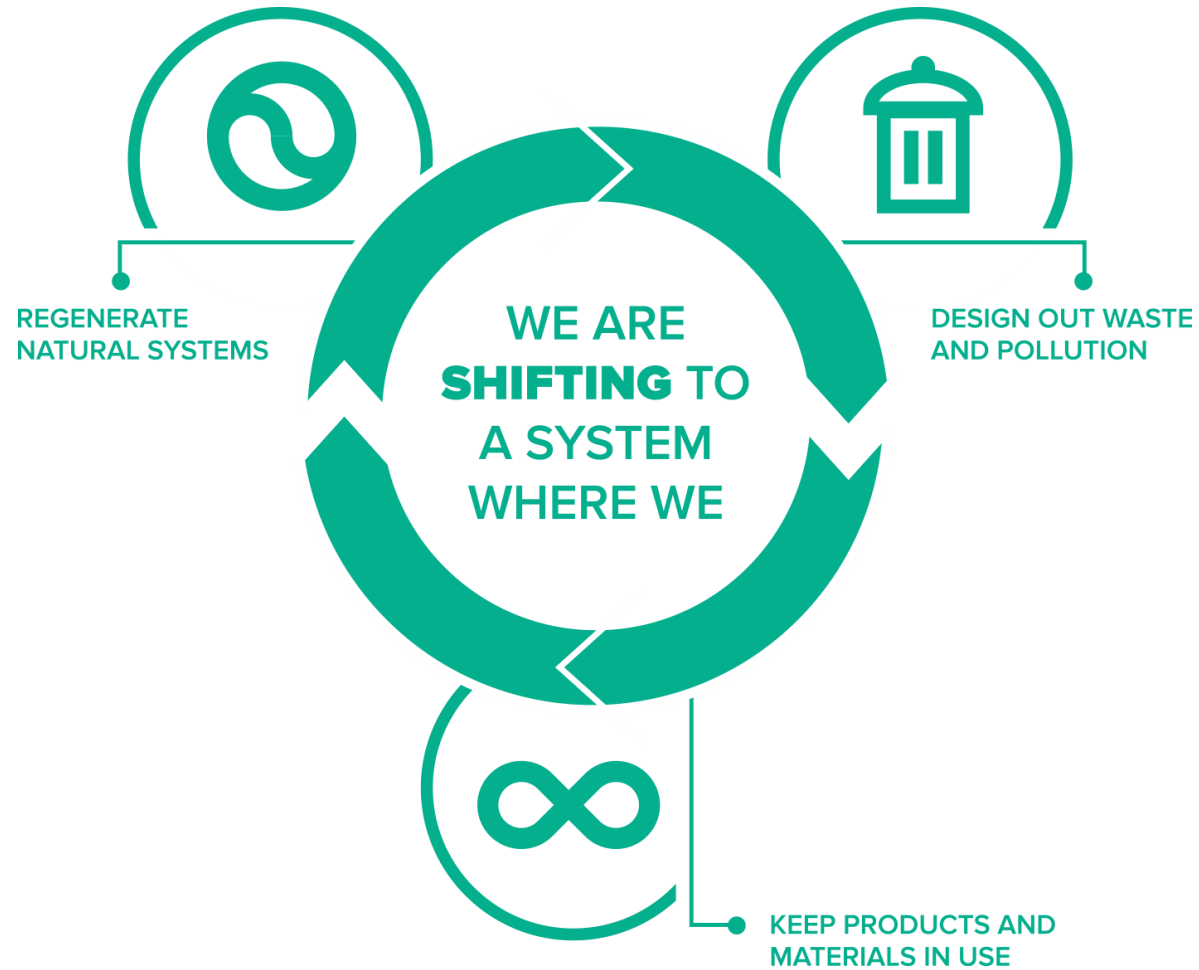 WE ARE
SHIFTING TO
A SYSTEM
WHERE WE
DESIGN OUT WASTE
AND POLLUTION
KEEP PRODUCTS AND
MATERIALS IN USE
REGENERATE
NATURAL SYSTEMS